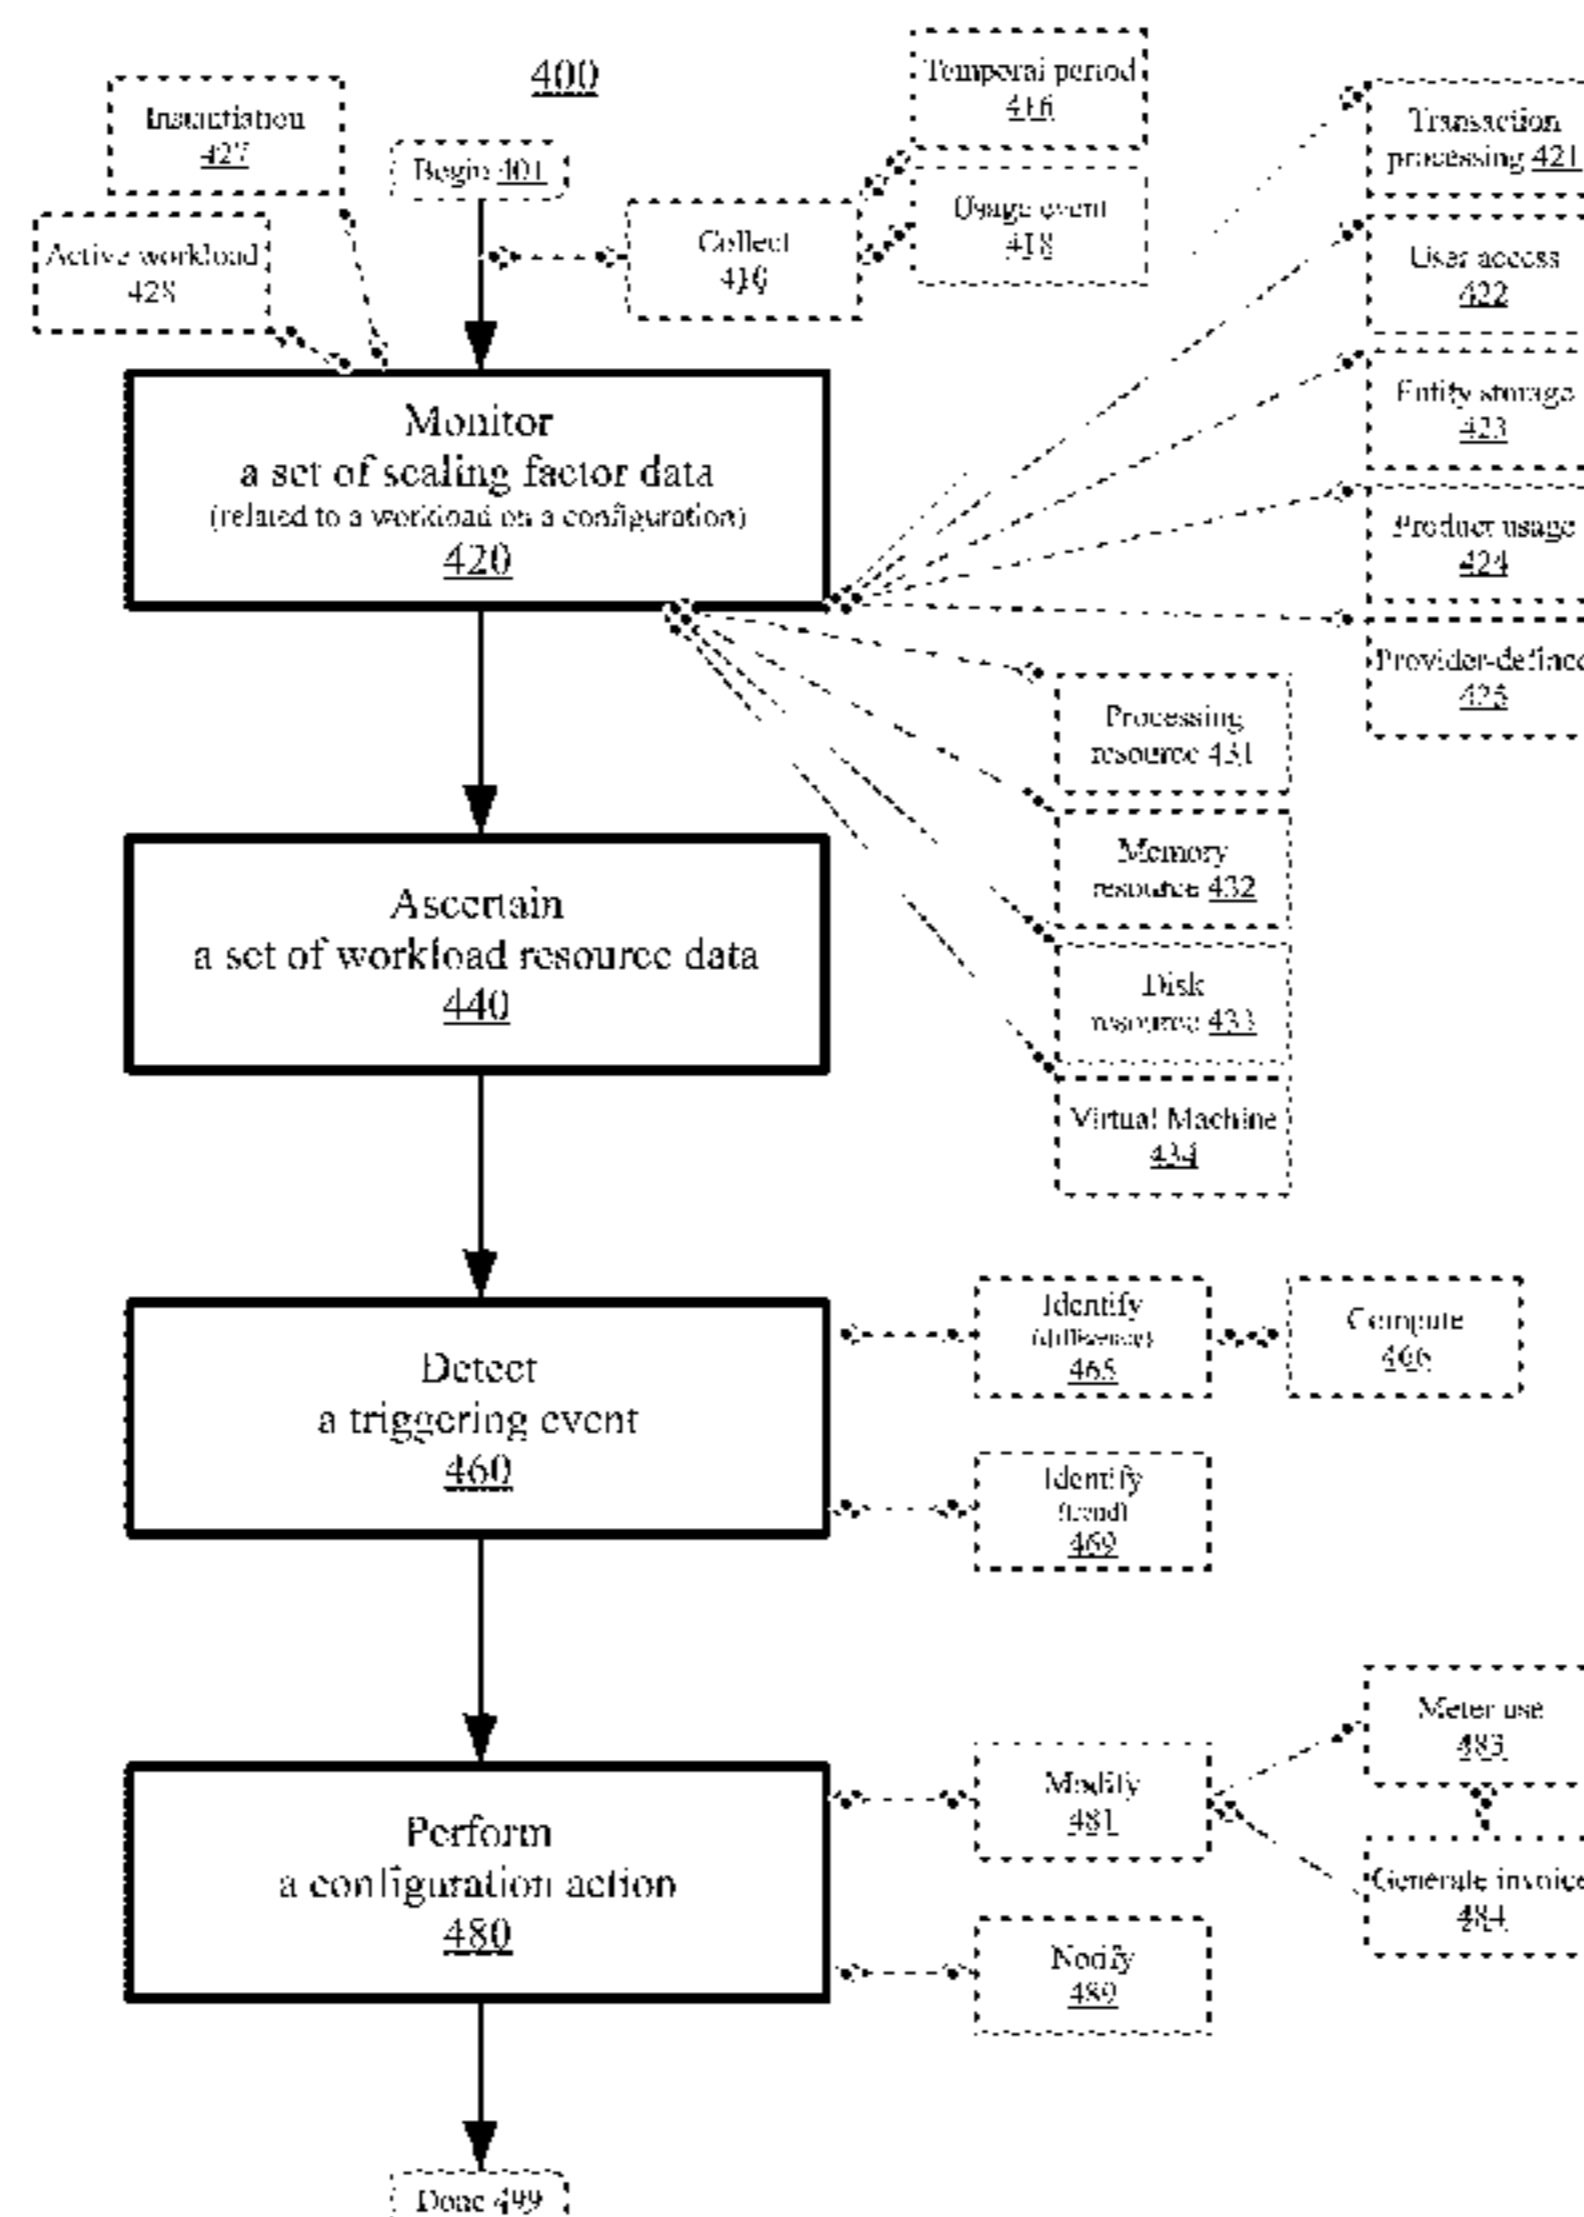 400
Temporal period
416
Instantiation
427
Begin 401
Transaction
processing 421
Usage event
418
Collect
410
Active workload
428
User access
422
Monitor
a set of scaling factor data
(related to a workload on a configuration)
420
Entity storage
423
Product usage
424
Provider-define
425
Processing
resource 431
Memory
resource 432
Ascertain
a set of workload resource data
440
Disk
resource 433
Virtual Machine
434
Identify
(difference)
465
Compute
466
Detect
a triggering event
460
Identify
(trend)
469
Meter use
483
Modify
481
Perform
a configuration action
480
Generate invoice
484
Notify
489
Done 499